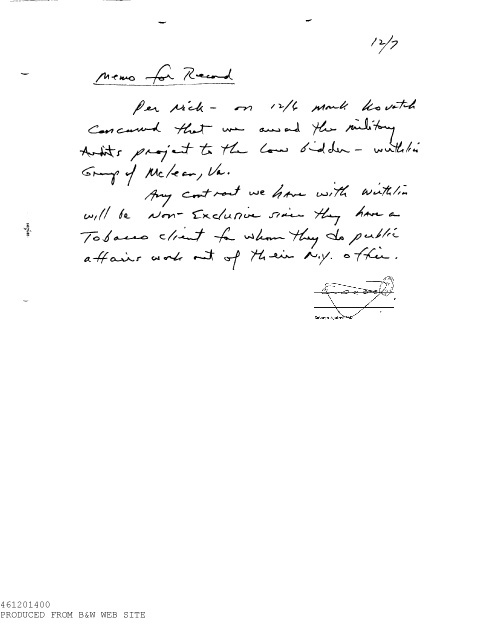 12/7
Memo for Record
Per Nick - on 12/6 Mark Kovatch
concurred that we award the military
Audits project to the low bidder - Wirthlin
Group of McLean, Va.
Any contract we have with Wirthlin
will be Non-Exclusive since they have a
Tobacco client for whom they do public
affairs work out of their N.Y. office.
461201400
PRODUCED FROM B&W WEB SITE